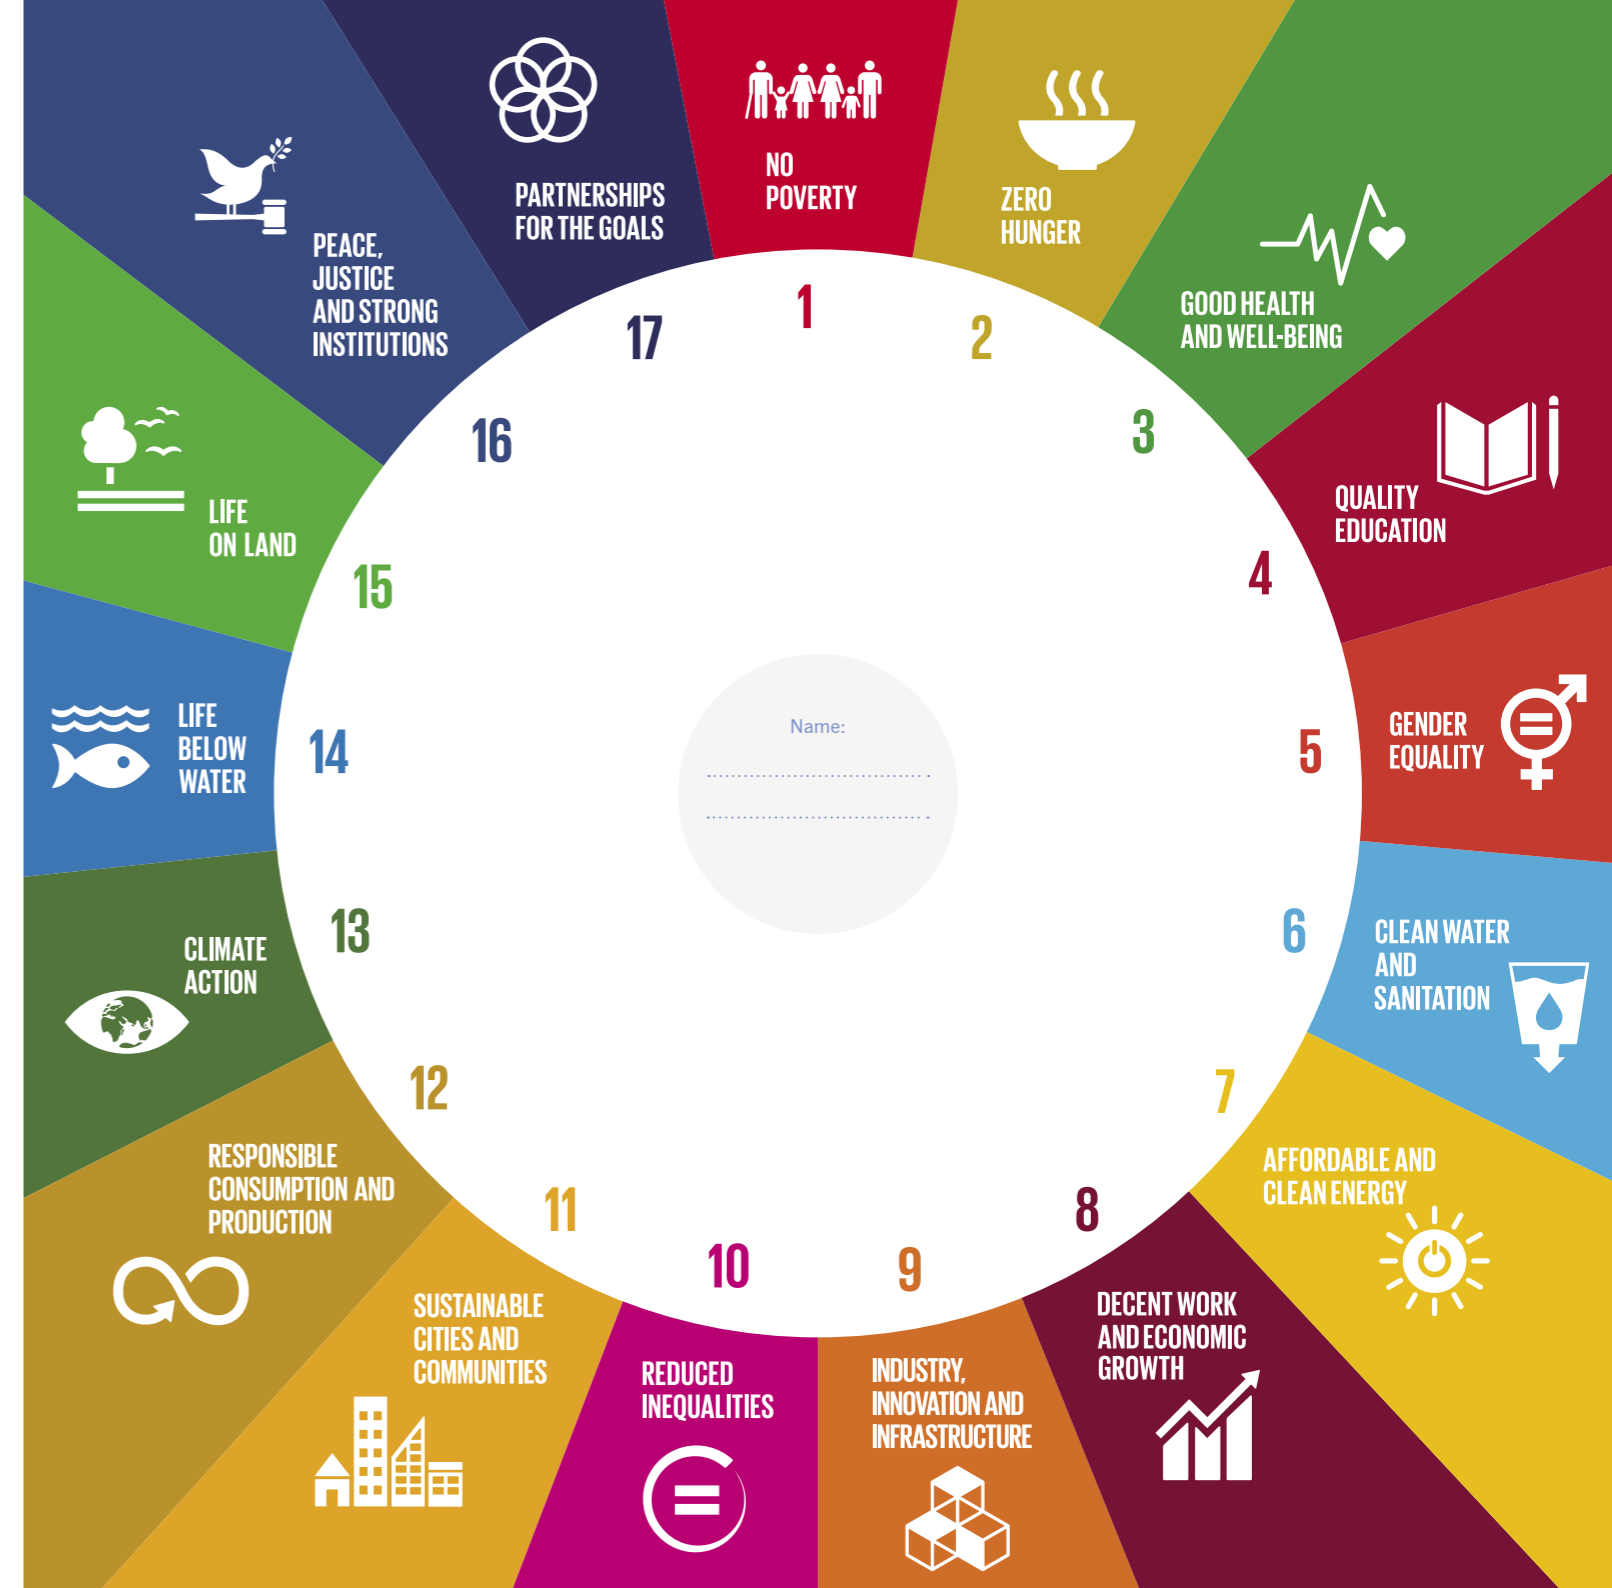 NO
POVERTY
1
ZERO
HUNGER
2
GOOD HEALTH
AND WELL-BEING
3
QUALITY
EDUCATION
4
GENDER
EQUALITY
5
CLEAN WATER
AND
SANITATION
6
AFFORDABLE AND
CLEAN ENERGY
7
DECENT WORK
AND ECONOMIC
GROWTH
8
INDUSTRY,
INNOVATION AND
INFRASTRUCTURE
9
REDUCED
INEQUALITIES
10
SUSTAINABLE
CITIES AND
COMMUNITIES
11
RESPONSIBLE
CONSUMPTION AND
PRODUCTION
12
CLIMATE
ACTION
13
LIFE
BELOW
WATER
14
LIFE
ON LAND
15
PEACE,
JUSTICE
AND STRONG
INSTITUTIONS
16
PARTNERSHIPS
FOR THE GOALS
17
Name: